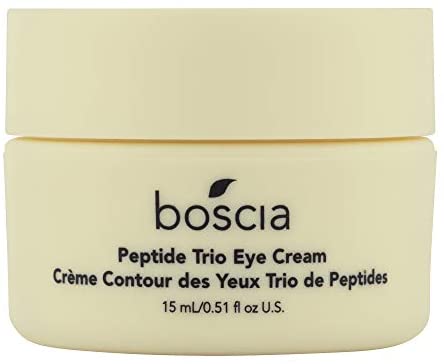 boscia
Peptide Trio Eye Cream
Crème Contour des Yeux Trio de Peptides
15 mL/0.51 fl oz U.S.